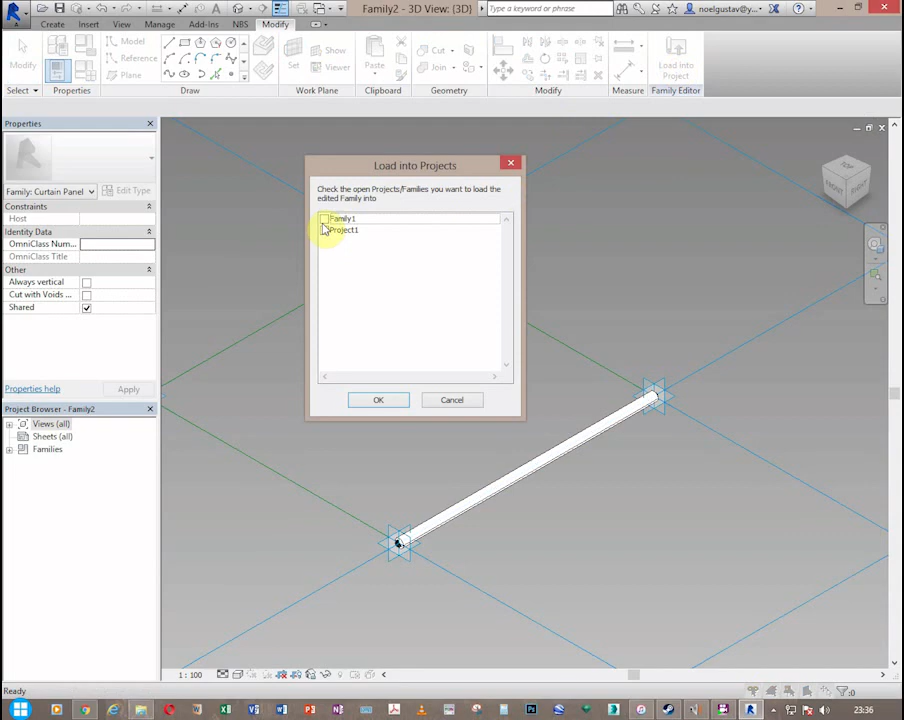 Family2 - 3D View: {3D}
Type a keyword or phrase
noelgustav@y...
Create
Insert
View
Manage
Add-Ins
NBS
Modify
Model
Reference
Plane
Set
Show
Viewer
Paste
Cut
Join
Load into
Project
Modify
Select
Properties
Draw
Work Plane
Clipboard
Geometry
Modify
Measure
Family Editor
Properties
Family: Curtain Panel
Edit Type
Constraints
Host
Identity Data
OmniClass Num...
OmniClass Title
Other
Always vertical
Cut with Voids ...
Shared
Properties help
Apply
Project Browser - Family2
Views (all)
Sheets (all)
Families
Load into Projects
Check the open Projects/Families you want to load the
edited Family into
Family1
Project1
OK
Cancel
TOP
FRONT
RIGHT
1 : 100
Ready
:0
23:36